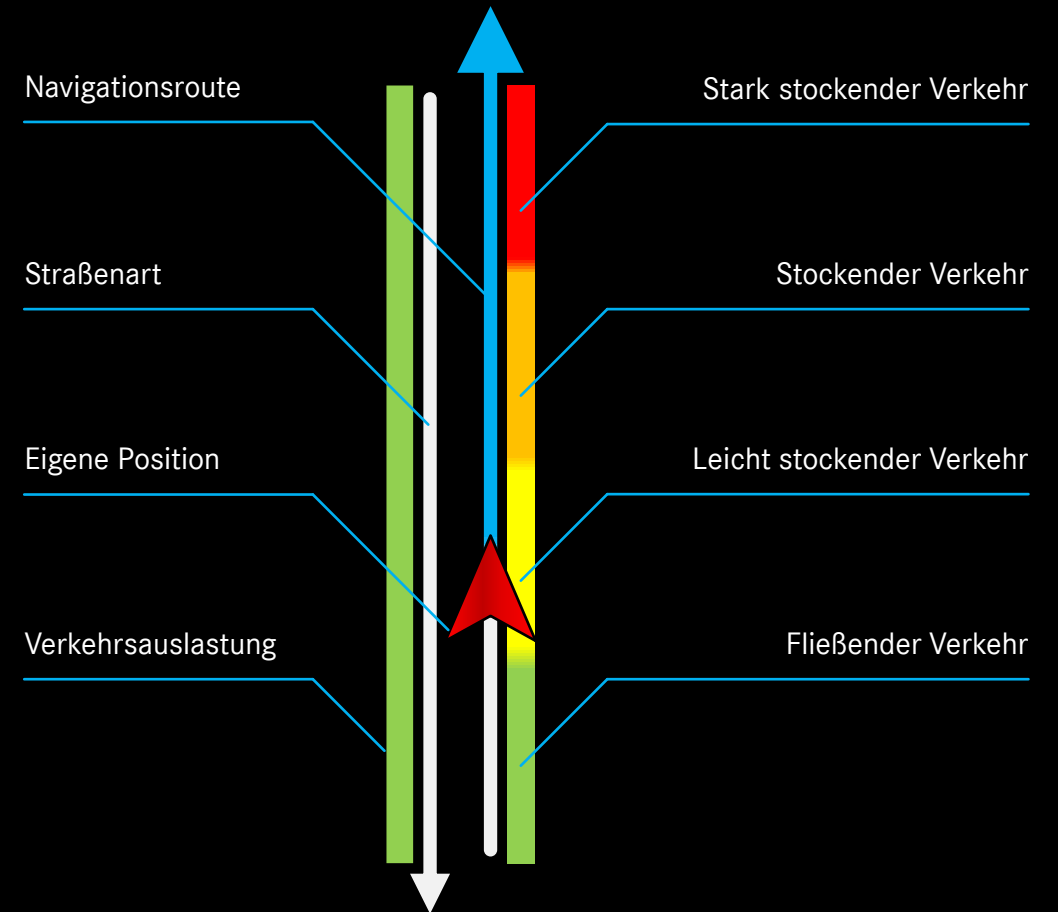 Navigationsroute
Straßenart
Eigene Position
Verkehrsauslastung
Stark stockender Verkehr
Stockender Verkehr
Leicht stockender Verkehr
Fließender Verkehr